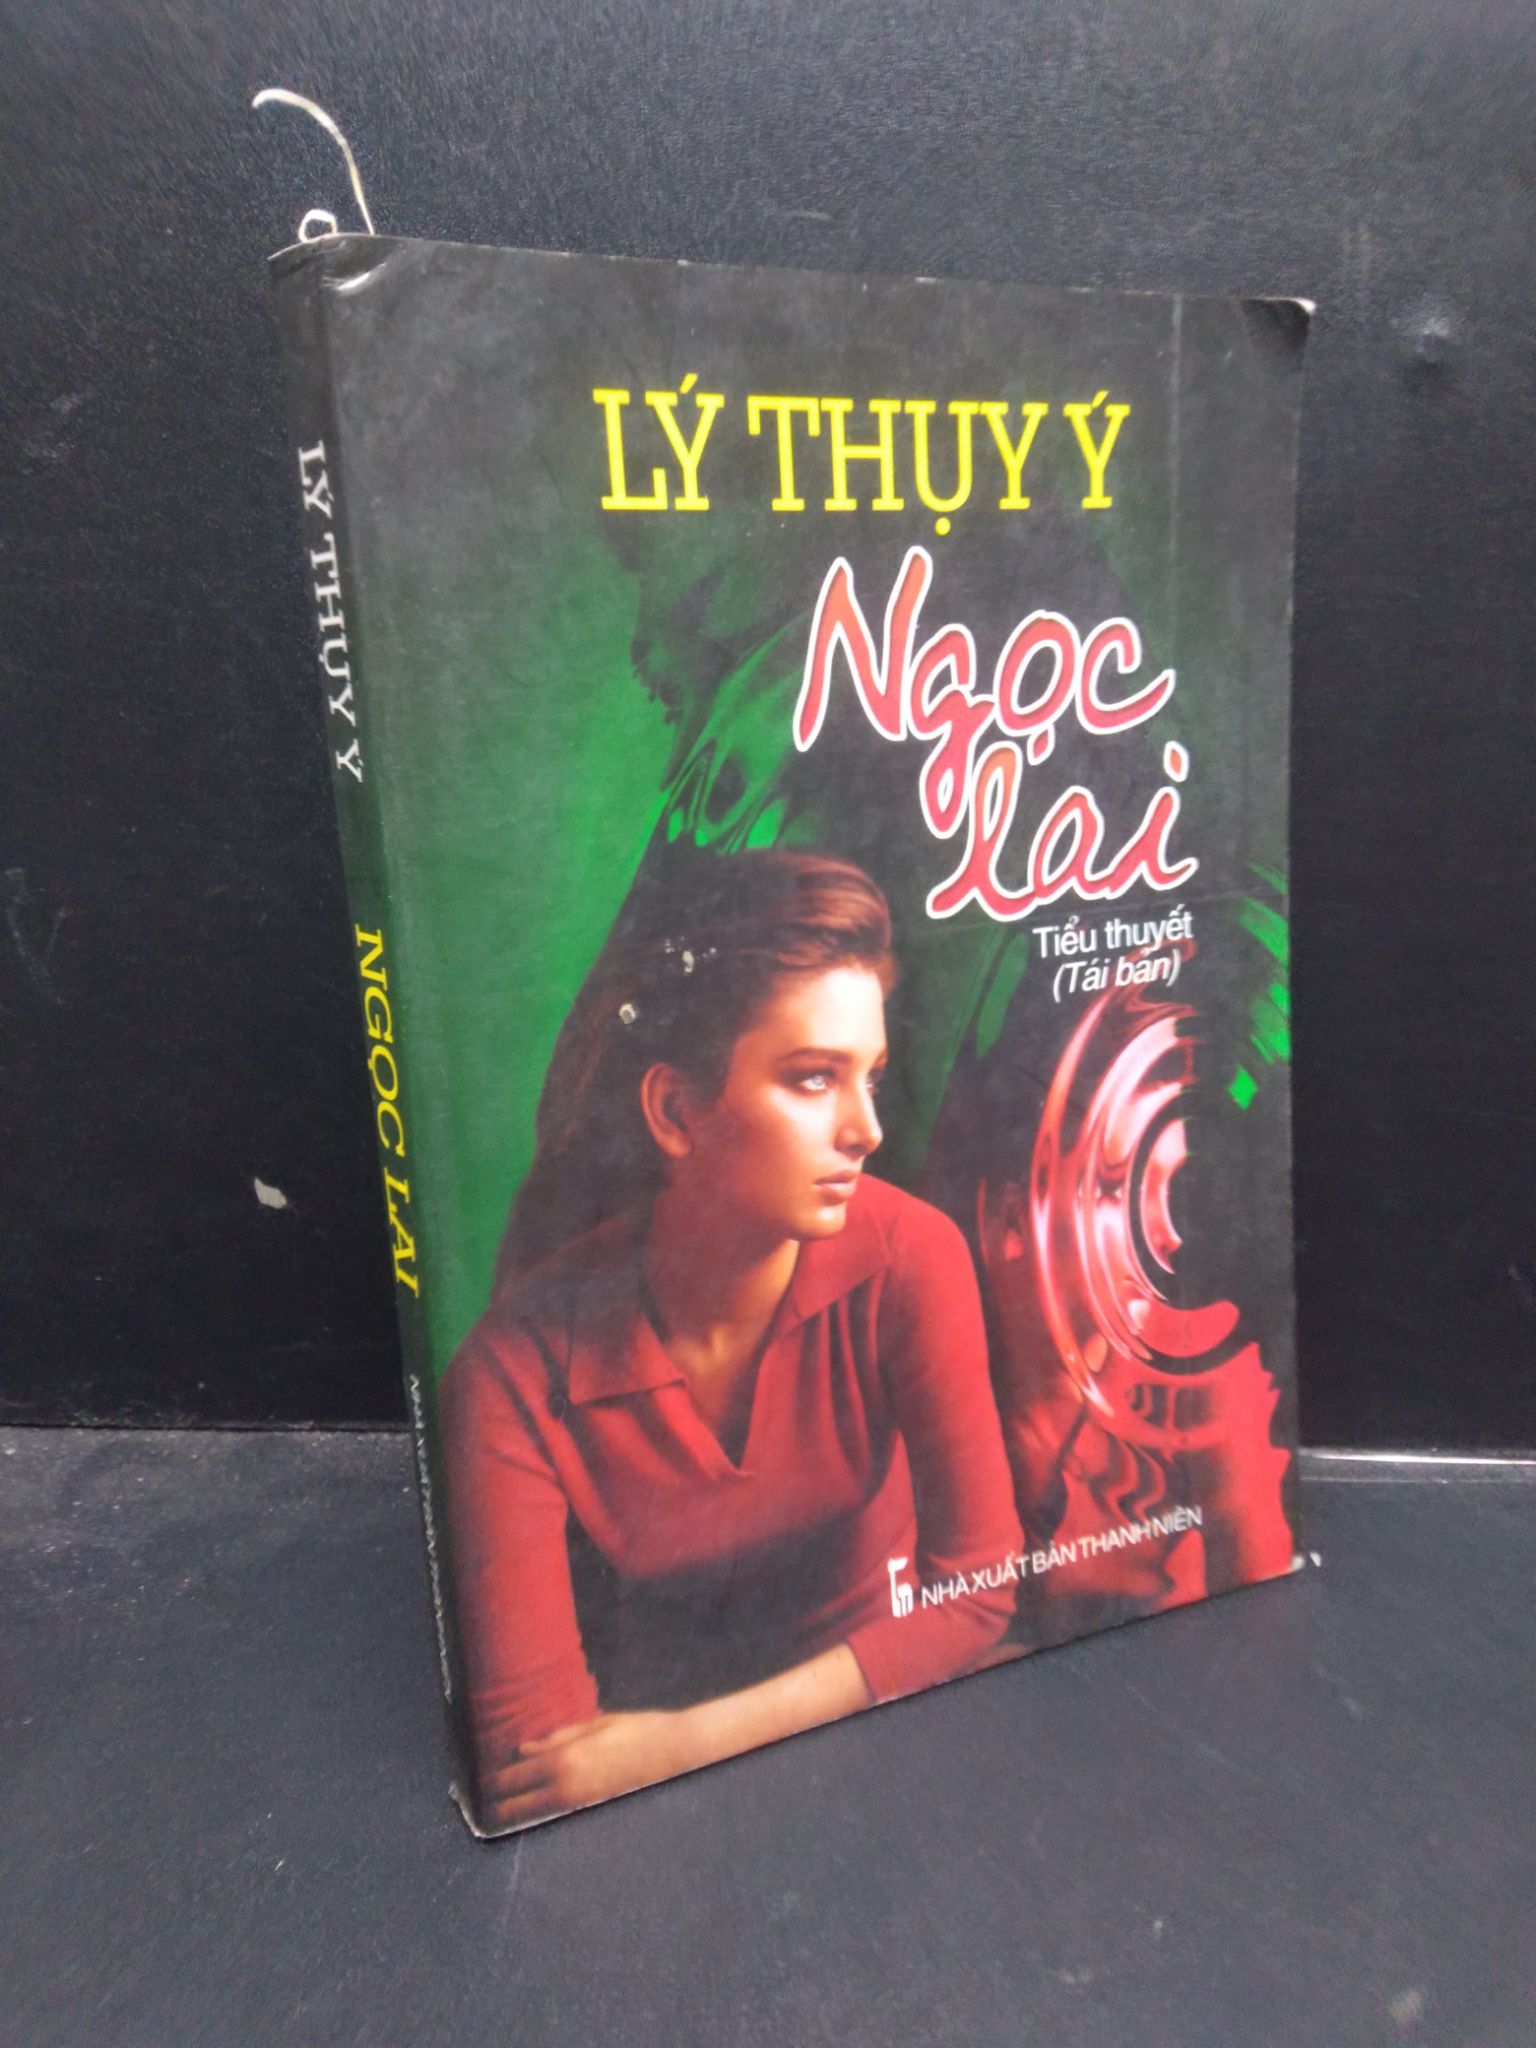 LÝ THỤY Ý
Ngọc
lai
Tiểu thuyết
(Tái bản)
NHÀ XUẤT BẢN THANH NIÊN
LÝ THỤY Ý
NGỌC LAI